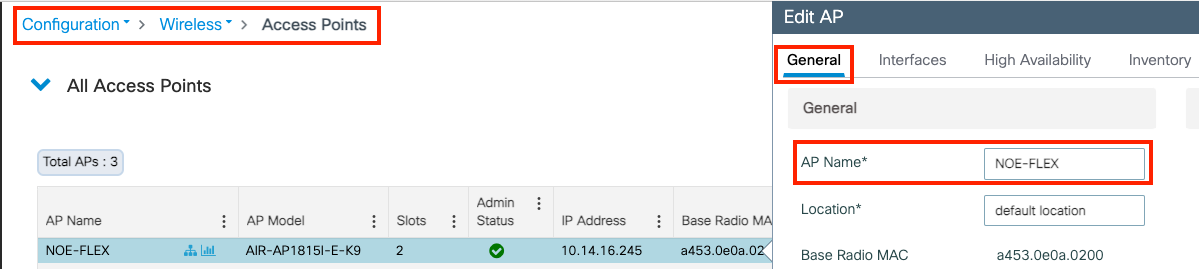 Configuration > Wireless > Access Points
All Access Points
Total APs : 3
AP Name AP Model Slots Admin Status IP Address Base Radio MA
NOE-FLEX AIR-AP1815I-E-K9 2 10.14.16.245 a453.0e0a.02
Edit AP
General Interfaces High Availability Inventory
General
AP Name* NOE-FLEX
Location* default location
Base Radio MAC a453.0e0a.0200